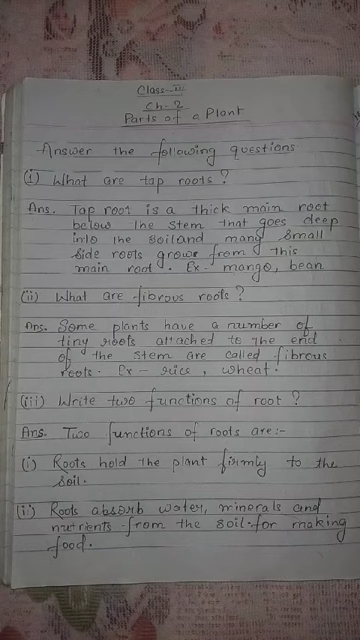 Class-III
Ch-2
Parts of a Plant
Answer the following questions
(i) What are tap roots?
Ans. Tap root is a thick main root
below the stem that goes deep
into the soil and many small
side roots grows from this
main root. Ex- mango, bean
(ii) What are fibrous roots?
Ans. Some plants have a number of
tiny roots attached to the end
of the stem are called fibrous
roots. Ex- rice, wheat.
(iii) Write two functions of root?
Ans. Two functions of roots are:-
(i) Roots hold the plant firmly to the
soil.
(ii) Roots absorb water, minerals and
nutrients from the soil for making
food.